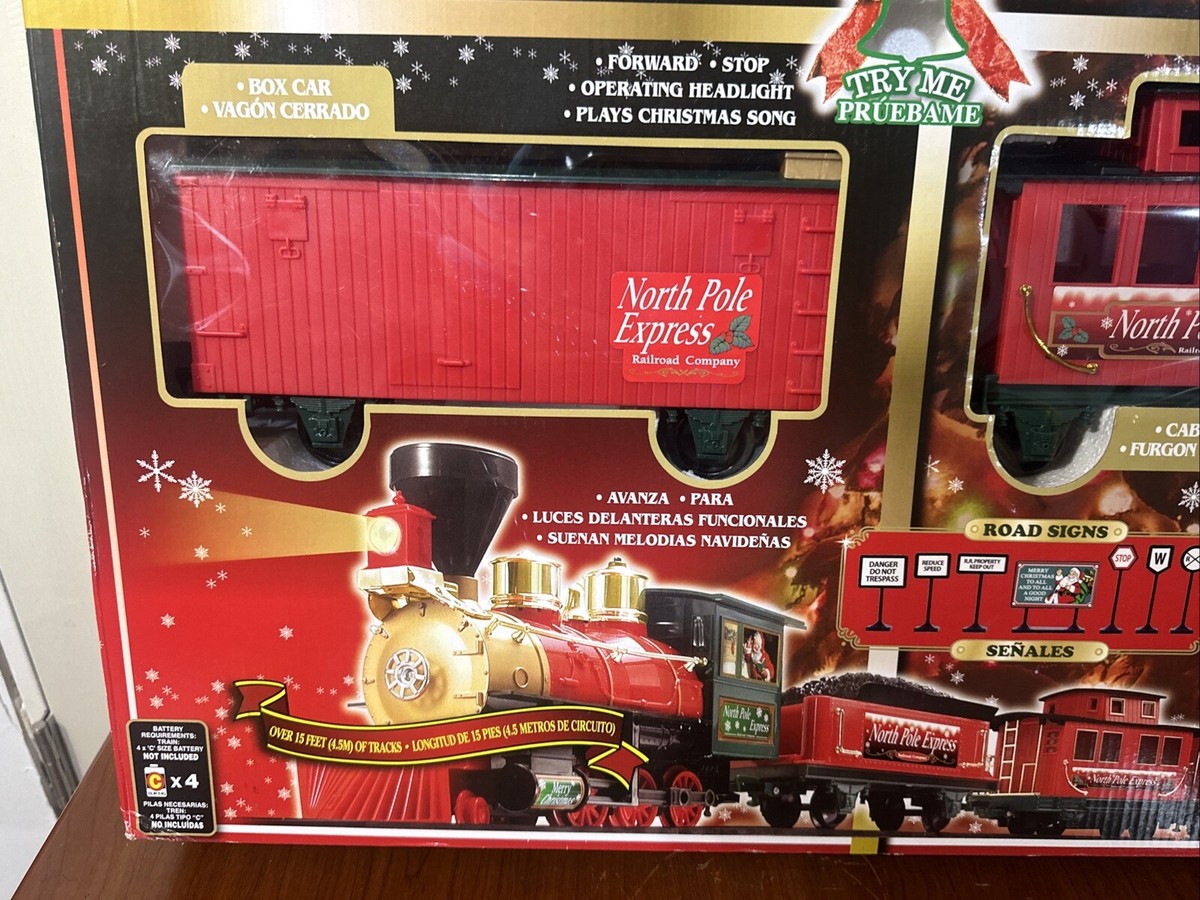 • BOX CAR
• VAGÓN CERRADO
• FORWARD • STOP
• OPERATING HEADLIGHT
• PLAYS CHRISTMAS SONG
TRY ME
PRÚEBAME
North Pole
Express
Railroad Company
North P
Railr
• CAB
• FURGON
• AVANZA • PARA
• LUCES DELANTERAS FUNCIONALES
• SUENAN MELODIAS NAVIDEÑAS
ROAD SIGNS
DANGER
DO NOT
TRESPASS
REDUCE
SPEED
R.R. PROPERTY
KEEP OUT
MERRY
CHRISTMAS
TO ALL
AND TO ALL
A GOOD
NIGHT
STOP
W
SEÑALES
OVER 15 FEET (4.5M) OF TRACKS • LONGITUD DE 15 PIES (4.5 METROS DE CIRCUITO)
North Pole
Express
North Pole Express
North Pole Express
Merry
Christmas
BATTERY
REQUIREMENTS:
TRAIN:
4 x 'C' SIZE BATTERY
NOT INCLUDED
C x 4
PILAS NECESARIAS:
TREN:
4 PILAS TIPO "C"
NO INCLUÍDAS